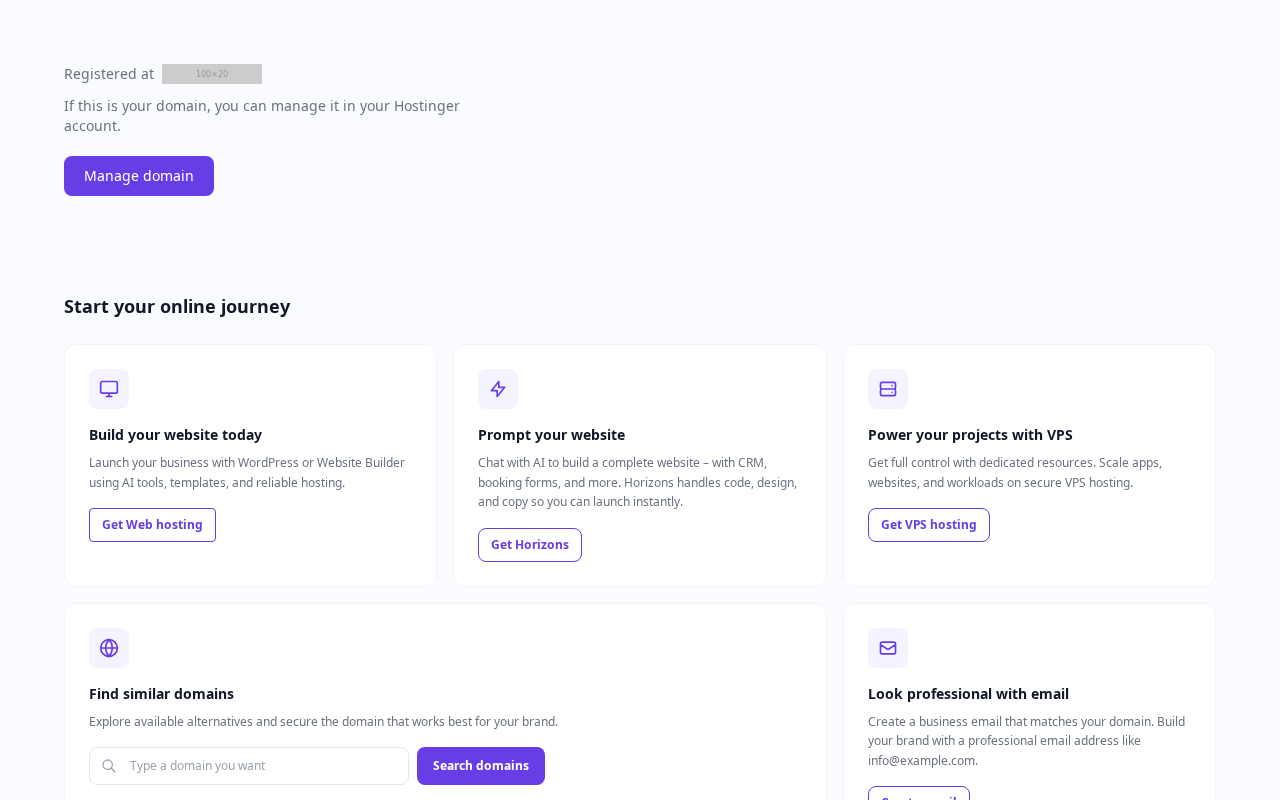 Registered at 100×20
If this is your domain, you can manage it in your Hostinger
account.
Manage domain
Start your online journey
Build your website today
Launch your business with WordPress or Website Builder
using AI tools, templates, and reliable hosting.
Get Web hosting
Prompt your website
Chat with AI to build a complete website – with CRM,
booking forms, and more. Horizons handles code, design,
and copy so you can launch instantly.
Get Horizons
Power your projects with VPS
Get full control with dedicated resources. Scale apps,
websites, and workloads on secure VPS hosting.
Get VPS hosting
Find similar domains
Explore available alternatives and secure the domain that works best for your brand.
Type a domain you want
Search domains
Look professional with email
Create a business email that matches your domain. Build
your brand with a professional email address like
info@example.com.